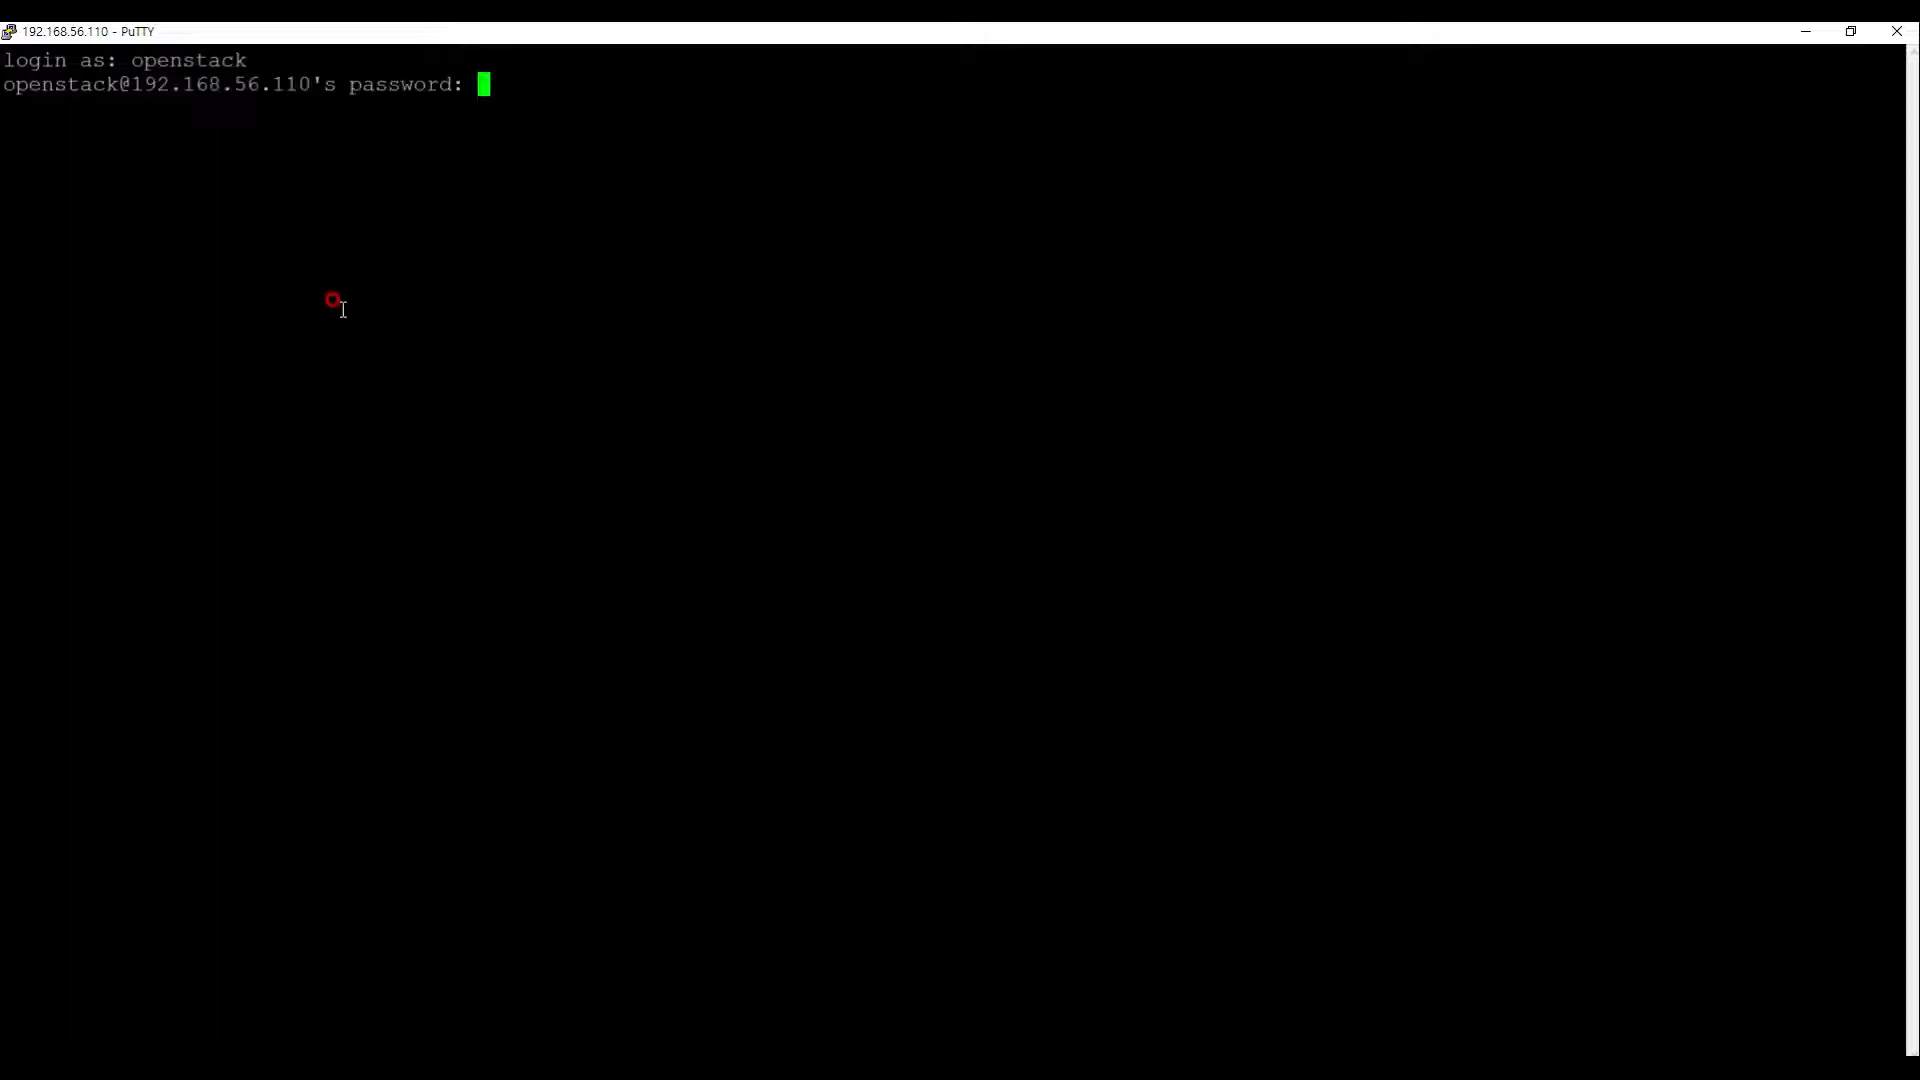 192.168.56.110 - PuTTY
login as: openstack
openstack@192.168.56.110's password: